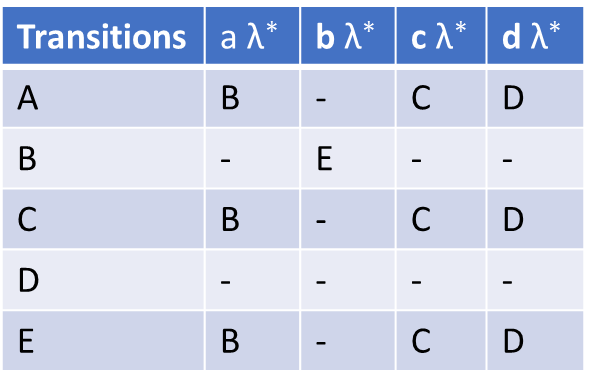 Transitions a λ* b λ* c λ* d λ*
A B - C D
B - E - -
C B - C D
D - - - -
E B - C D